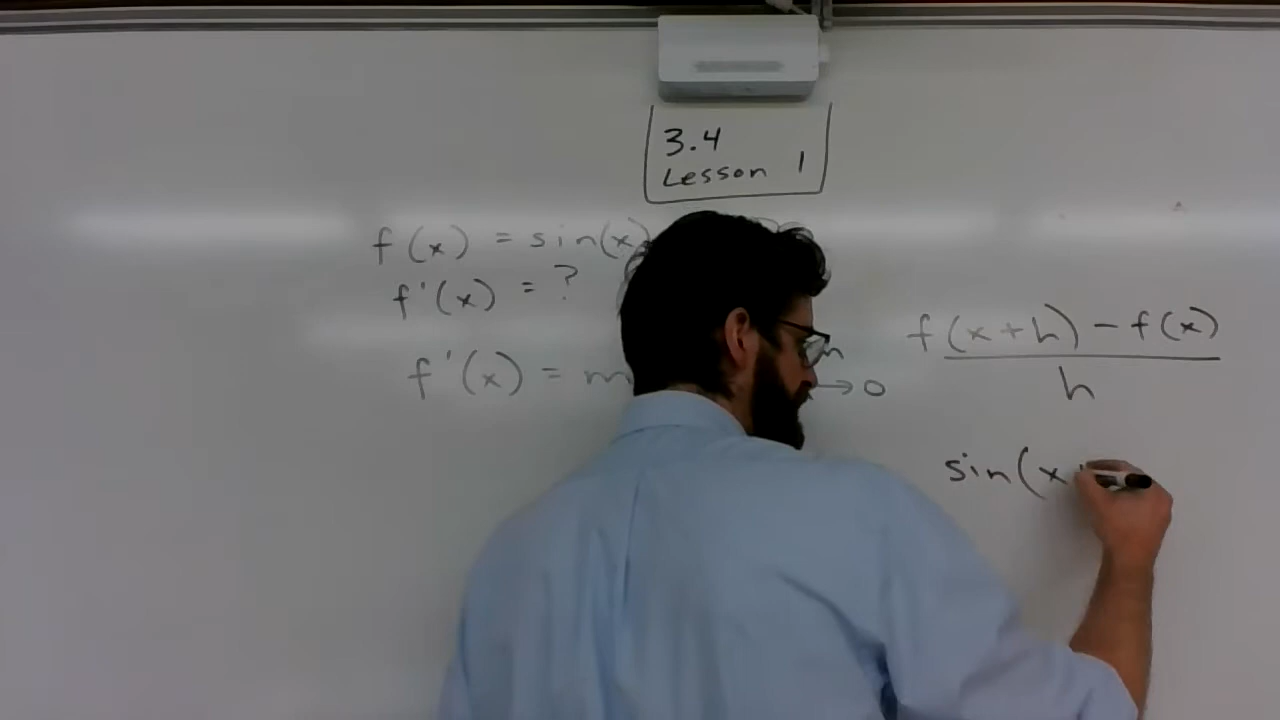 3.4
Lesson 1
f(x) = sin(x)
f'(x) = ?
f(x+h) - f(x)
f'(x) = m →0 h
sin(x